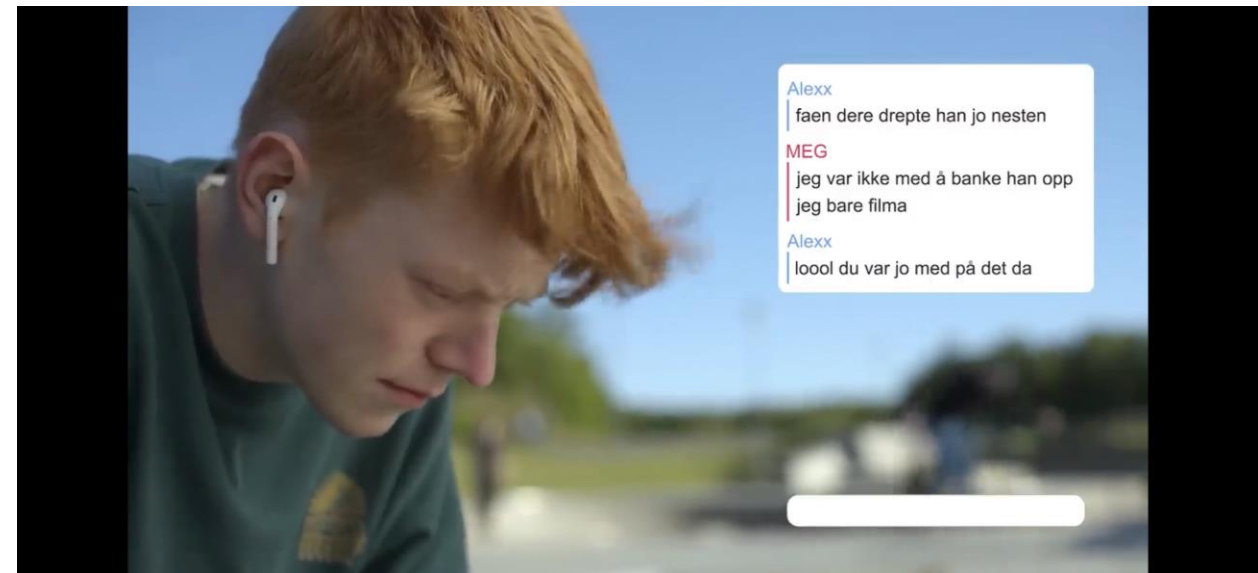 Alexx
faen dere drepte han jo nesten
MEG
jeg var ikke med å banke han opp
jeg bare filma
Alexx
loool du var jo med på det da